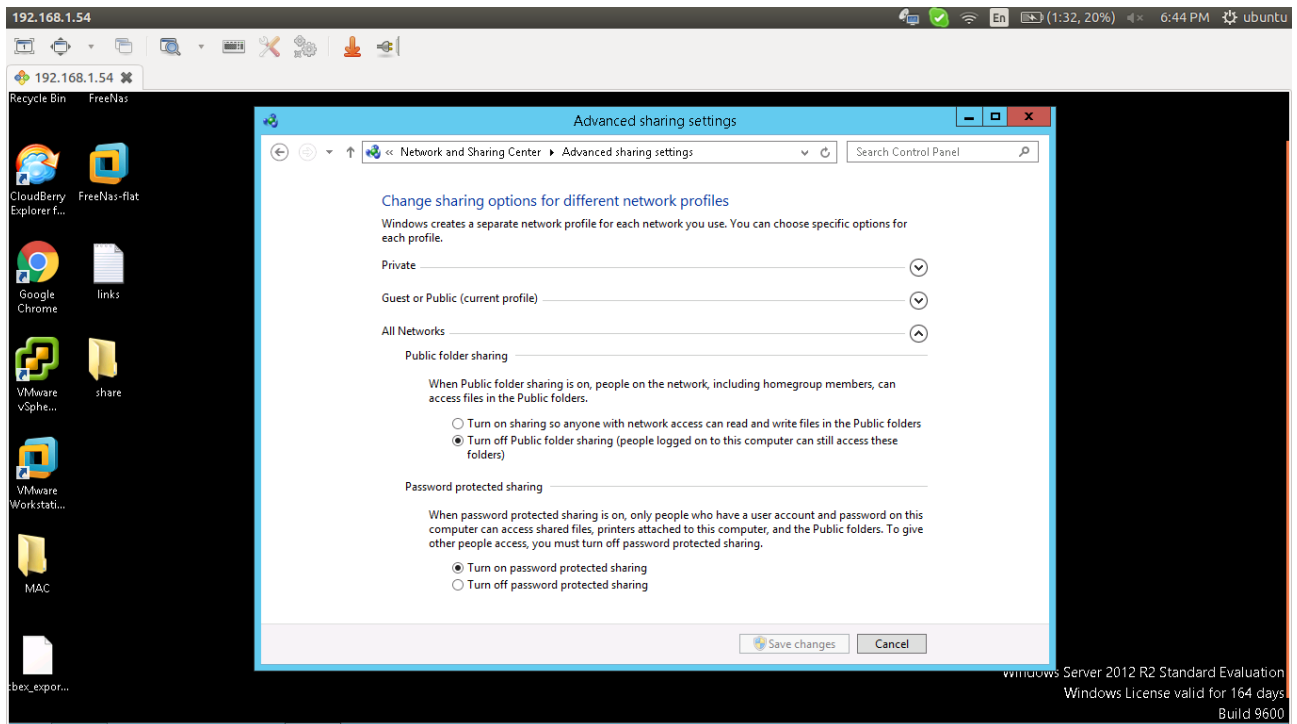 192.168.1.54
En
(1:32, 20%)
6:44 PM
ubuntu
192.168.1.54
Recycle Bin
FreeNas
CloudBerry
Explorer f...
FreeNas-flat
Google
Chrome
links
VMware
vSphe...
share
VMware
Workstati...
MAC
cbex_expor...
Advanced sharing settings
« Network and Sharing Center ▸ Advanced sharing settings
Search Control Panel
Change sharing options for different network profiles
Windows creates a separate network profile for each network you use. You can choose specific options for
each profile.
Private
Guest or Public (current profile)
All Networks
Public folder sharing
When Public folder sharing is on, people on the network, including homegroup members, can
access files in the Public folders.
Turn on sharing so anyone with network access can read and write files in the Public folders
Turn off Public folder sharing (people logged on to this computer can still access these
folders)
Password protected sharing
When password protected sharing is on, only people who have a user account and password on this
computer can access shared files, printers attached to this computer, and the Public folders. To give
other people access, you must turn off password protected sharing.
Turn on password protected sharing
Turn off password protected sharing
Save changes
Cancel
Windows Server 2012 R2 Standard Evaluation
Windows License valid for 164 days
Build 9600